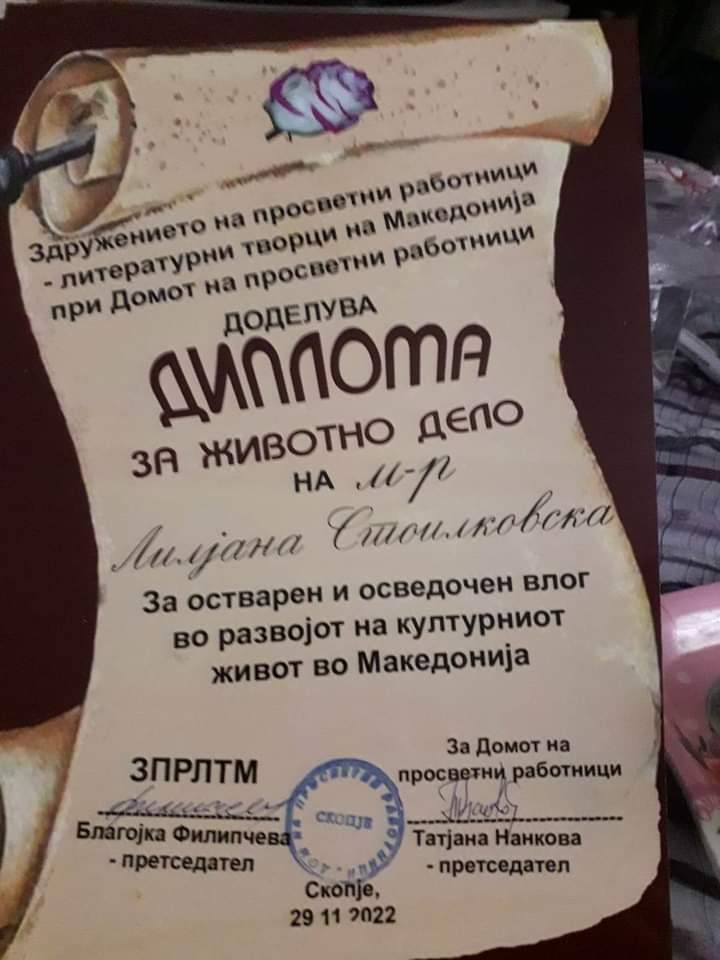 Здружението на просветни работници
- литературни творци на Македонија
при Домот на просветни работници
ДОДЕЛУВА
ДИПЛОМА
ЗА ЖИВОТНО ДЕЛО
НА м-р
Лилјана Стоилковска
За остварен и осведочен влог
во развојот на културниот
живот во Македонија
ЗПРЛТМ
Благојка Филипчева
- претседател
За Домот на
просветни работници
Татјана Нанкова
- претседател
СКОПЈЕ
Скопје,
29 11 2022